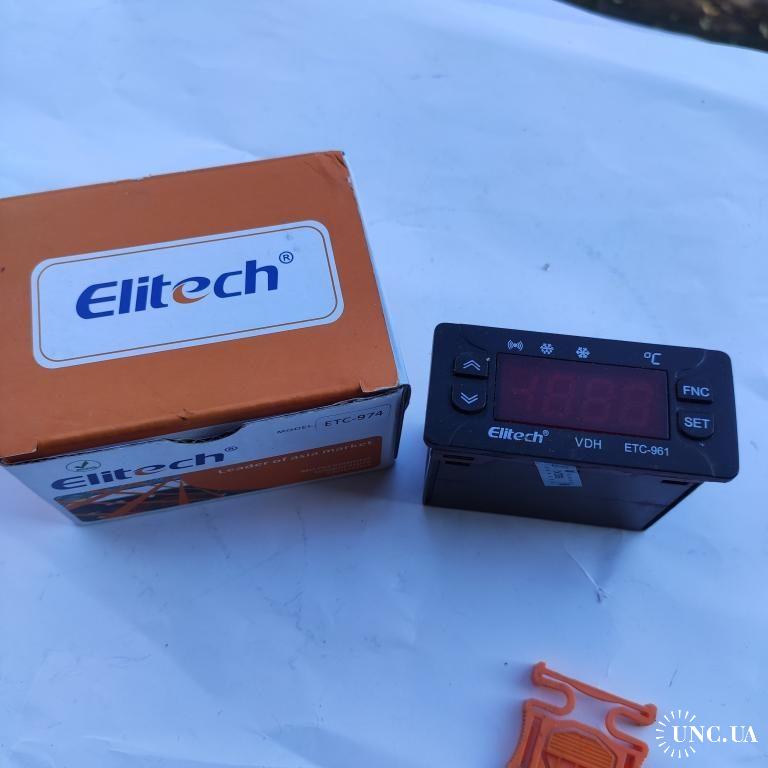 Elitech®
MODEL: ETC-974
Elitech®
Leader of asia market
°C
FNC
SET
Elitech® VDH ETC-961
UNC.UA